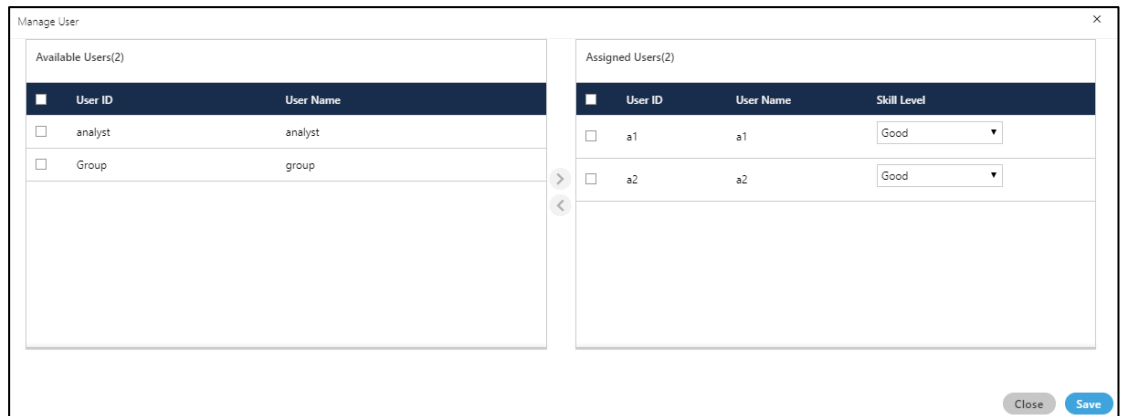 Manage User ×
Available Users(2)
User ID User Name
analyst analyst
Group group
Assigned Users(2)
User ID User Name Skill Level
a1 a1 Good
a2 a2 Good
Close Save